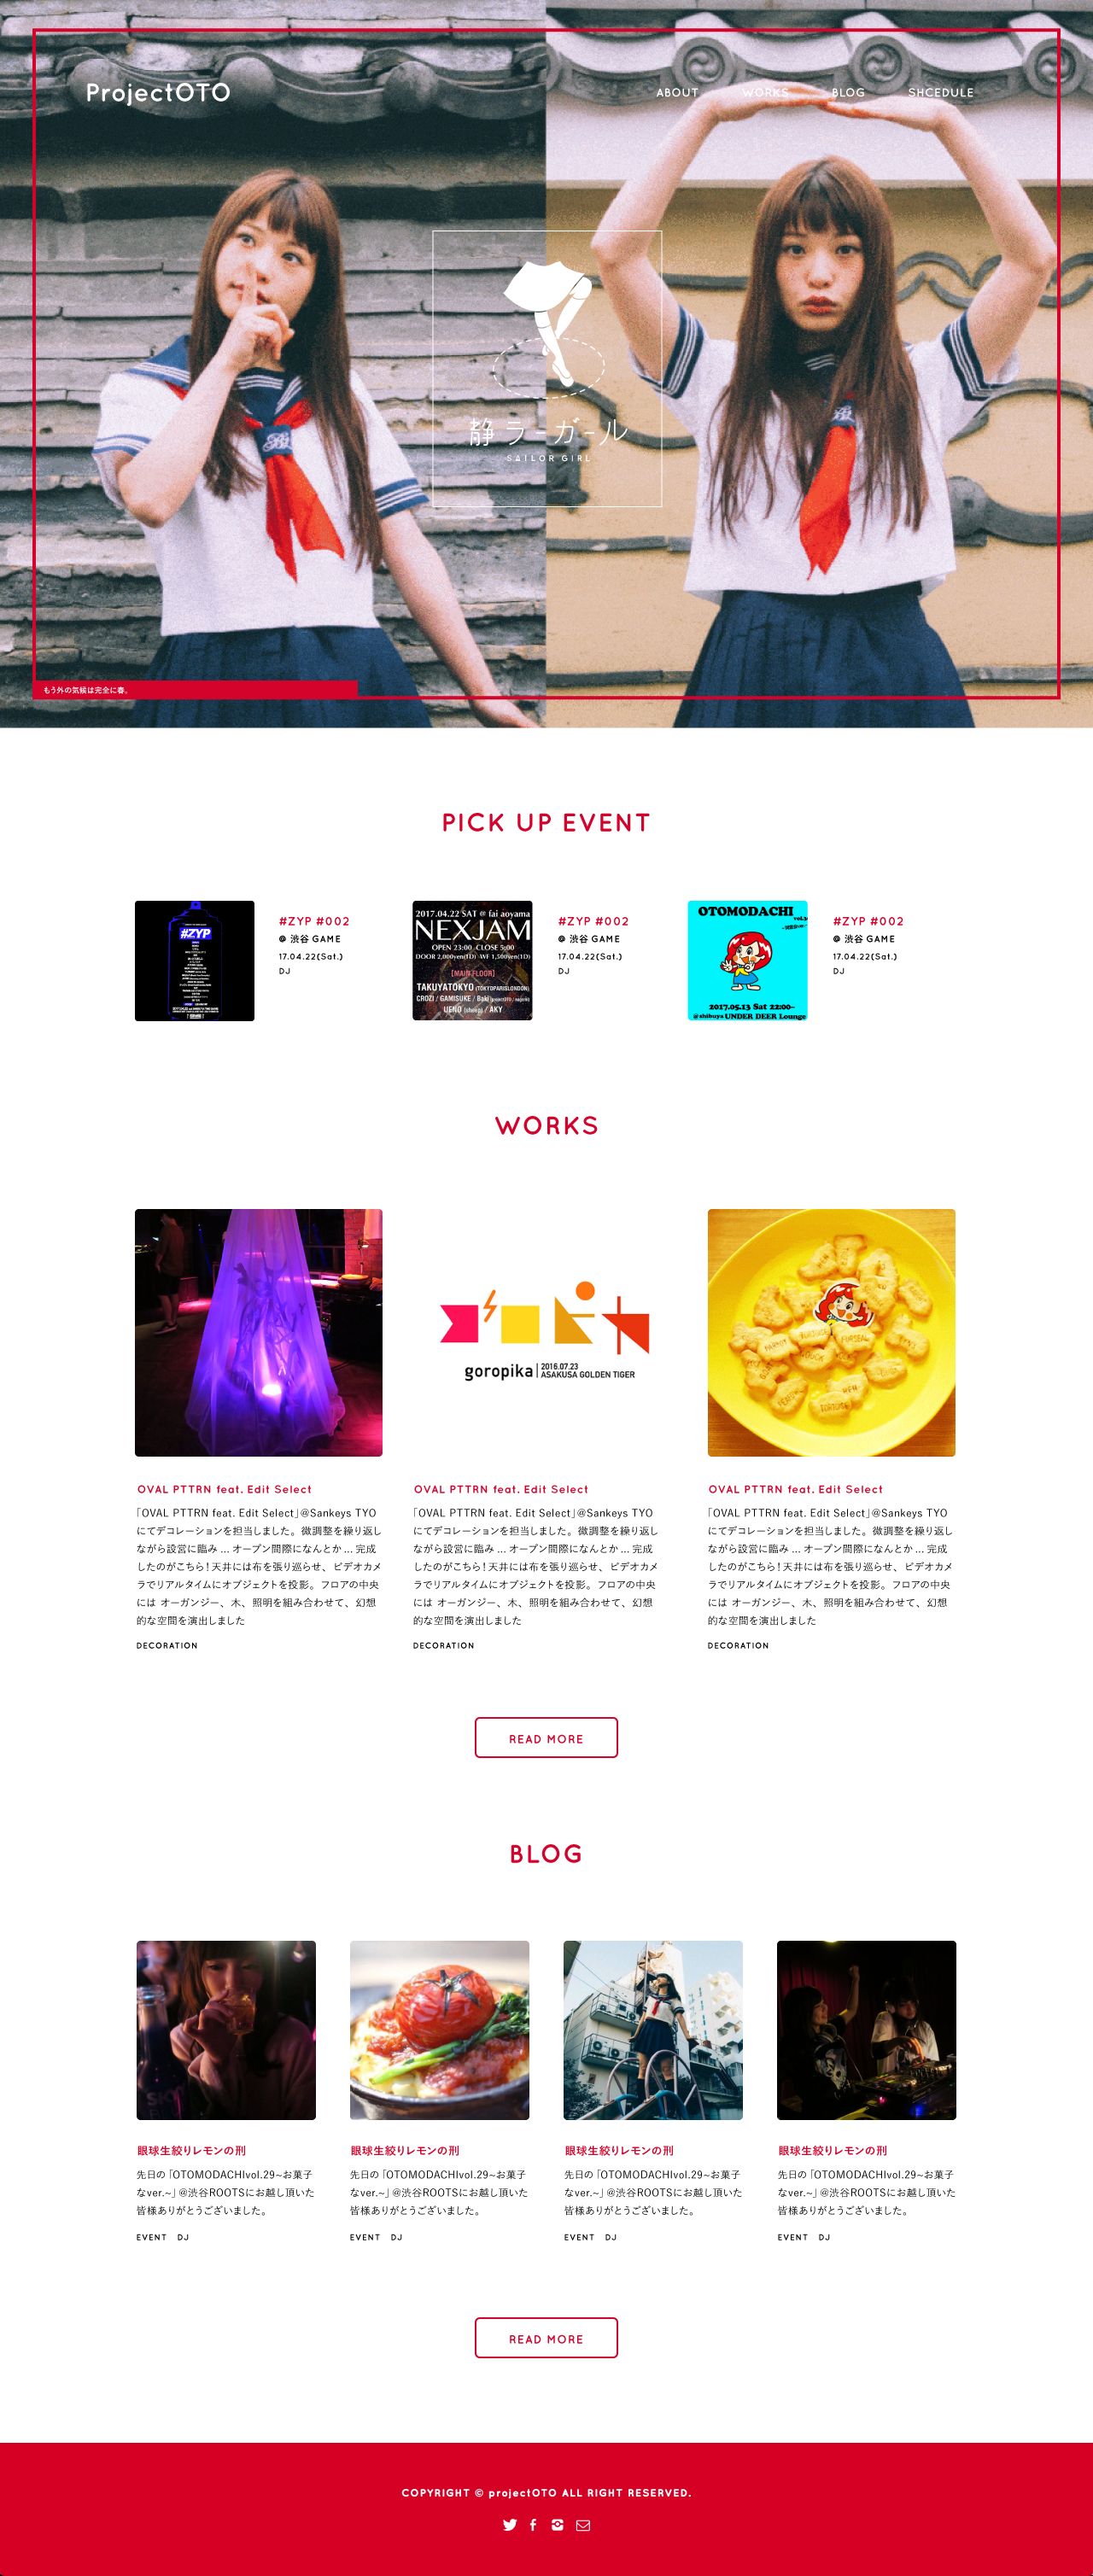 ProjectOTO
ABOUT WORKS BLOG SHCEDULE
静ラーガール
SAILOR GIRL
もう外の気候は完全に春。
PICK UP EVENT
#ZYP
#ZYP #002
@ 渋谷 GAME
17.04.22(Sat.)
DJ
2017.04.22 SAT @ fai aoyama
NEXJAM
OPEN 23:00 -CLOSE 5:00
DOOR 2,000yen(1D) -WF 1,500yen(1D)
[MAIN FLOOR]
TAKUYATOKYO (TOKYOPARISLONDON)
CROZI / GAMISUKE / Baki
UENO (sheep) / AKY
#ZYP #002
@ 渋谷 GAME
17.04.22(Sat.)
DJ
OTOMODACHI
2017.05.13 Sat 22:00~
@shibuya UNDER DEER Lounge
#ZYP #002
@ 渋谷 GAME
17.04.22(Sat.)
DJ
WORKS
goropika
2016.07.23
ASAKUSA GOLDEN TIGER
OVAL PTTRN feat. Edit Select
「OVAL PTTRN feat. Edit Select」@Sankeys TYO
にてデコレーションを担当しました。微調整を繰り返し
ながら設営に臨み ... オープン間際になんとか ... 完成
したのがこちら！天井には布を張り巡らせ、ビデオカメ
ラでリアルタイムにオブジェクトを投影。フロアの中央
には オーガンジー、木、照明を組み合わせて、幻想
的な空間を演出しました
DECORATION
OVAL PTTRN feat. Edit Select
「OVAL PTTRN feat. Edit Select」@Sankeys TYO
にてデコレーションを担当しました。微調整を繰り返し
ながら設営に臨み ... オープン間際になんとか ... 完成
したのがこちら！天井には布を張り巡らせ、ビデオカメ
ラでリアルタイムにオブジェクトを投影。フロアの中央
には オーガンジー、木、照明を組み合わせて、幻想
的な空間を演出しました
DECORATION
OVAL PTTRN feat. Edit Select
「OVAL PTTRN feat. Edit Select」@Sankeys TYO
にてデコレーションを担当しました。微調整を繰り返し
ながら設営に臨み ... オープン間際になんとか ... 完成
したのがこちら！天井には布を張り巡らせ、ビデオカメ
ラでリアルタイムにオブジェクトを投影。フロアの中央
には オーガンジー、木、照明を組み合わせて、幻想
的な空間を演出しました
DECORATION
READ MORE
BLOG
眼球生絞りレモンの刑
先日の「OTOMODACHIvol.29~お菓子
なver.~」@渋谷ROOTSにお越し頂いた
皆様ありがとうございました。
EVENT DJ
眼球生絞りレモンの刑
先日の「OTOMODACHIvol.29~お菓子
なver.~」@渋谷ROOTSにお越し頂いた
皆様ありがとうございました。
EVENT DJ
眼球生絞りレモンの刑
先日の「OTOMODACHIvol.29~お菓子
なver.~」@渋谷ROOTSにお越し頂いた
皆様ありがとうございました。
EVENT DJ
眼球生絞りレモンの刑
先日の「OTOMODACHIvol.29~お菓子
なver.~」@渋谷ROOTSにお越し頂いた
皆様ありがとうございました。
EVENT DJ
READ MORE
COPYRIGHT © projectOTO ALL RIGHT RESERVED.